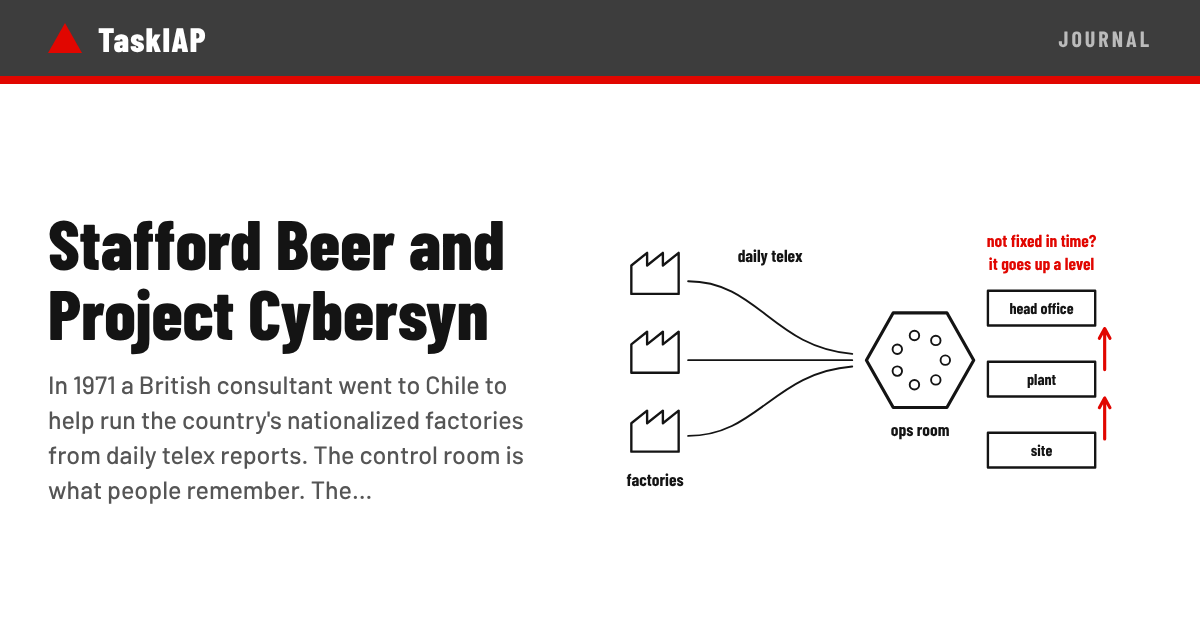 TaskIAP
JOURNAL
Stafford Beer and
Project Cybersyn
In 1971 a British consultant went to Chile to
help run the country's nationalized factories
from daily telex reports. The control room is
what people remember. The...
daily telex
factories
ops room
not fixed in time?
it goes up a level
head office
plant
site